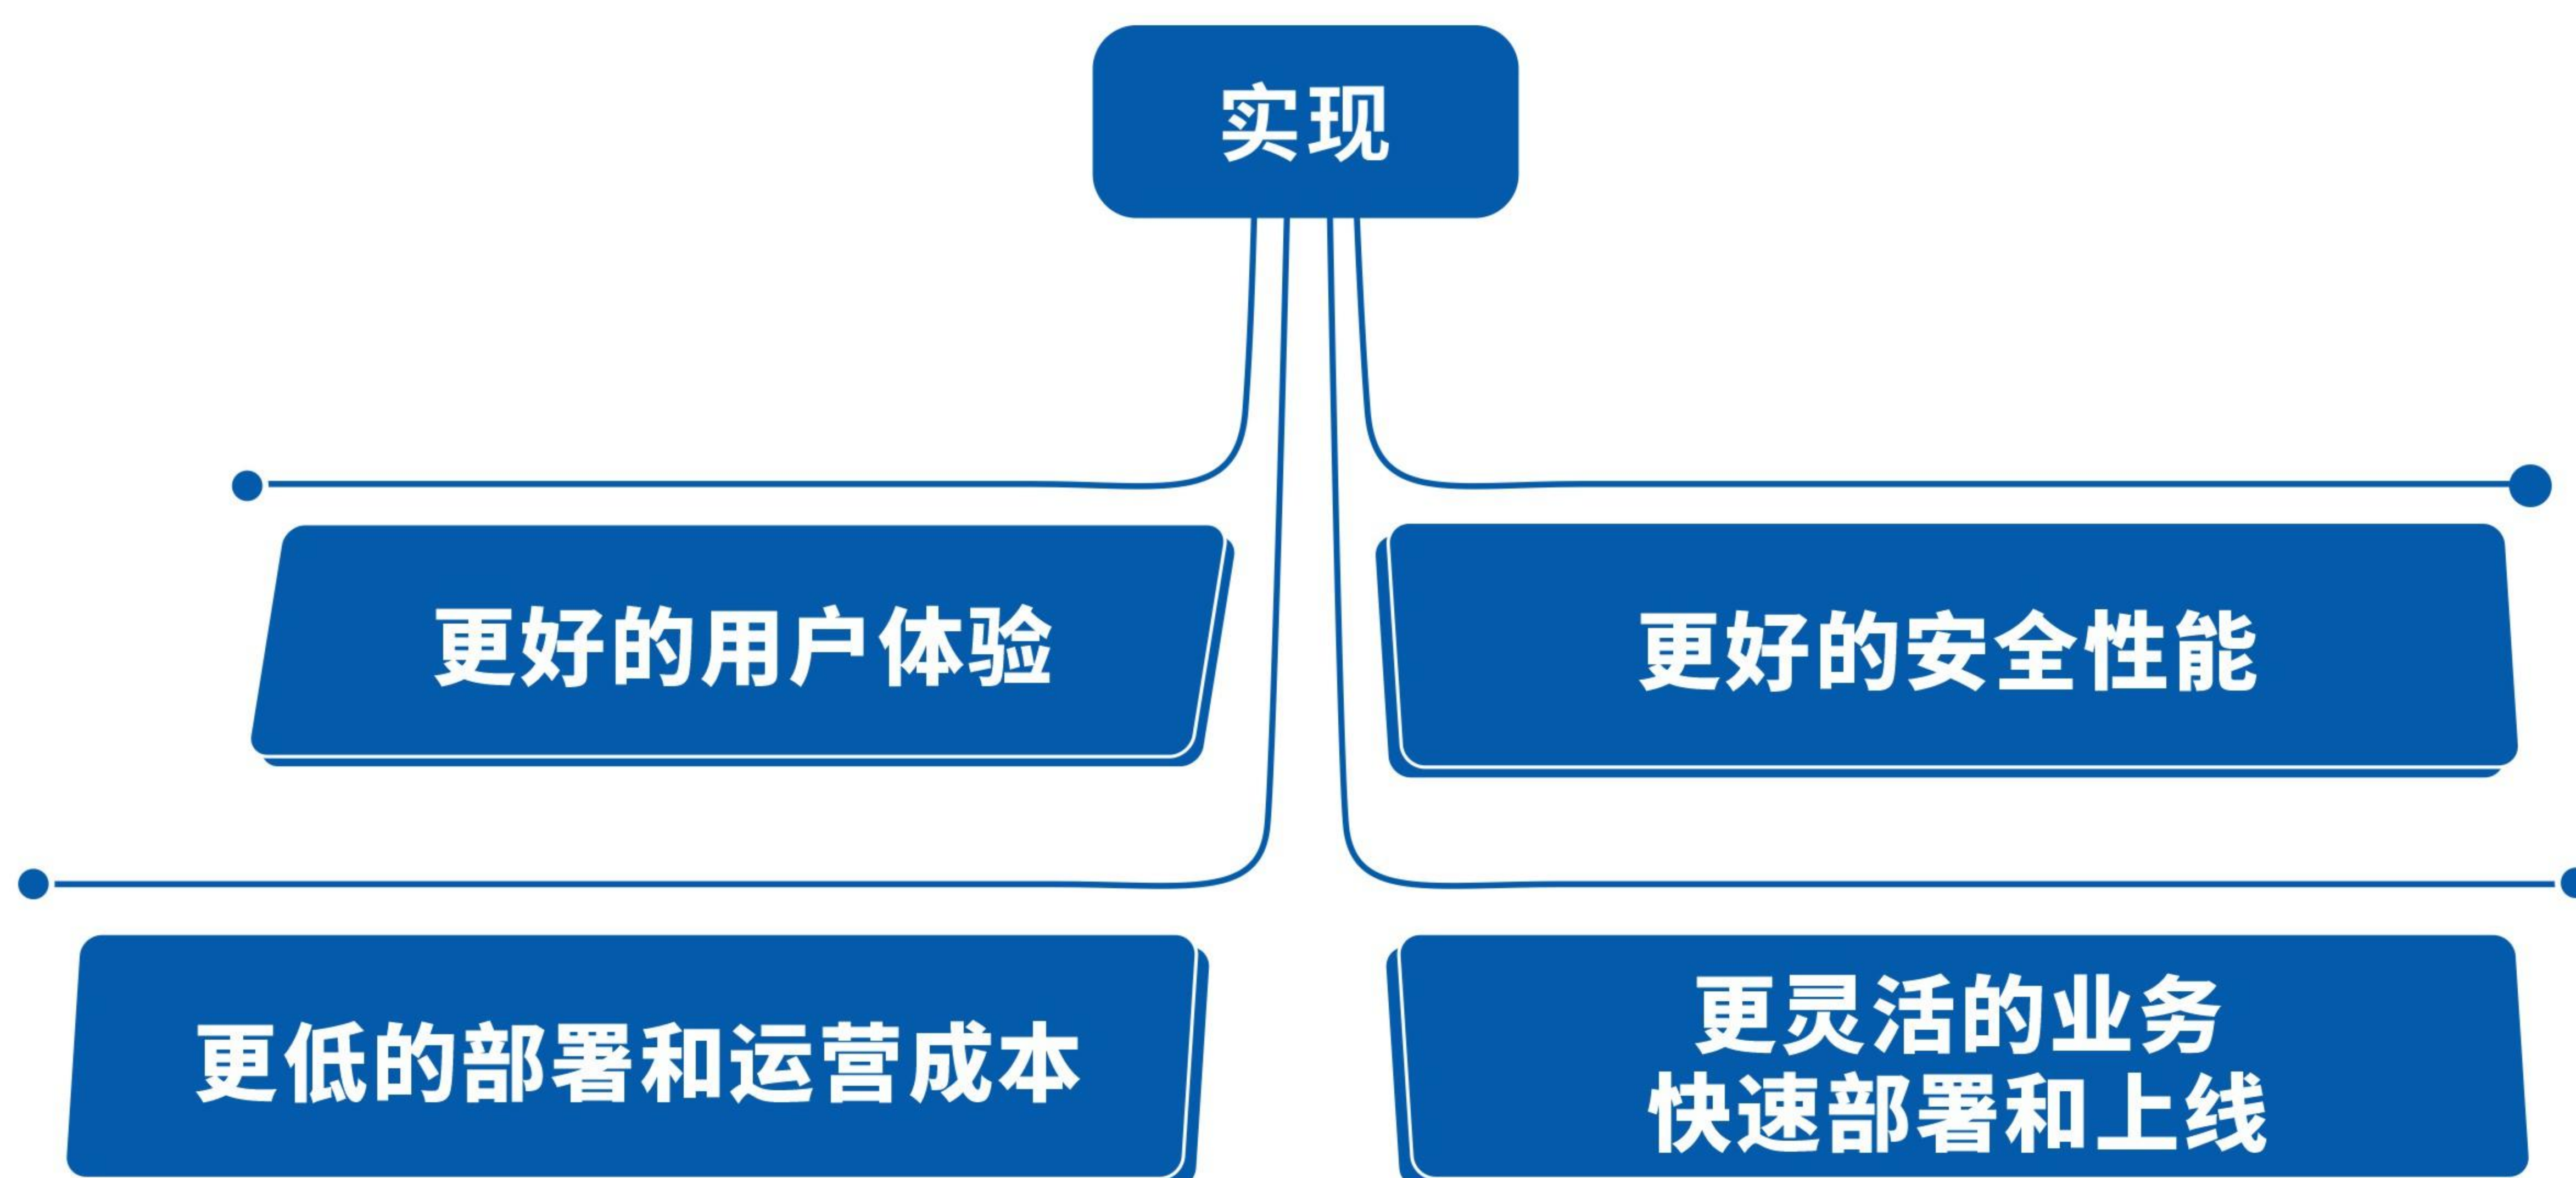 实现
更好的用户体验
更好的安全性能
更低的部署和运营成本
更灵活的业务
快速部署和上线